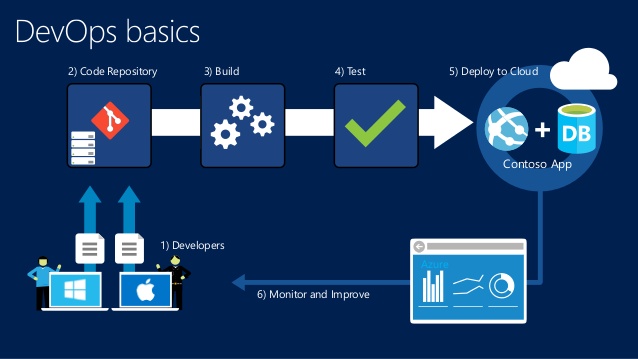 DevOps basics
2) Code Repository
3) Build
4) Test
5) Deploy to Cloud
+
DB
Contoso App
1) Developers
Azure
6) Monitor and Improve